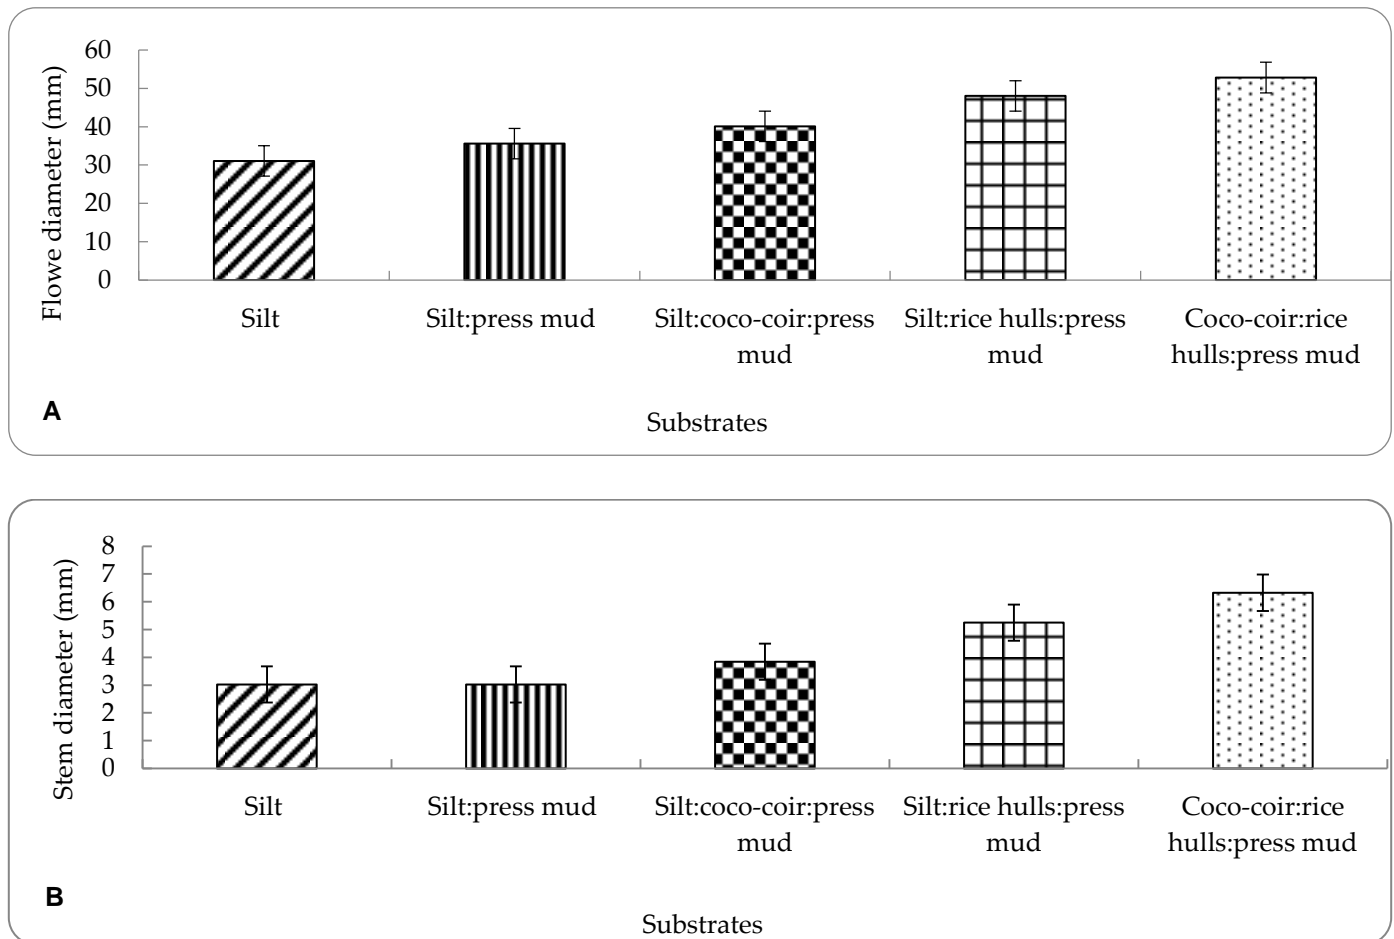 60
50
40
30
20
10
0
Flowe diameter (mm)
Silt
Silt:press mud
Silt:coco-coir:press
mud
Silt:rice hulls:press
mud
Coco-coir:rice
hulls:press mud
A
Substrates
8
7
6
5
4
3
2
1
0
Stem diameter (mm)
Silt
Silt:press mud
Silt:coco-coir:press
mud
Silt:rice hulls:press
mud
Coco-coir:rice
hulls:press mud
B
Substrates